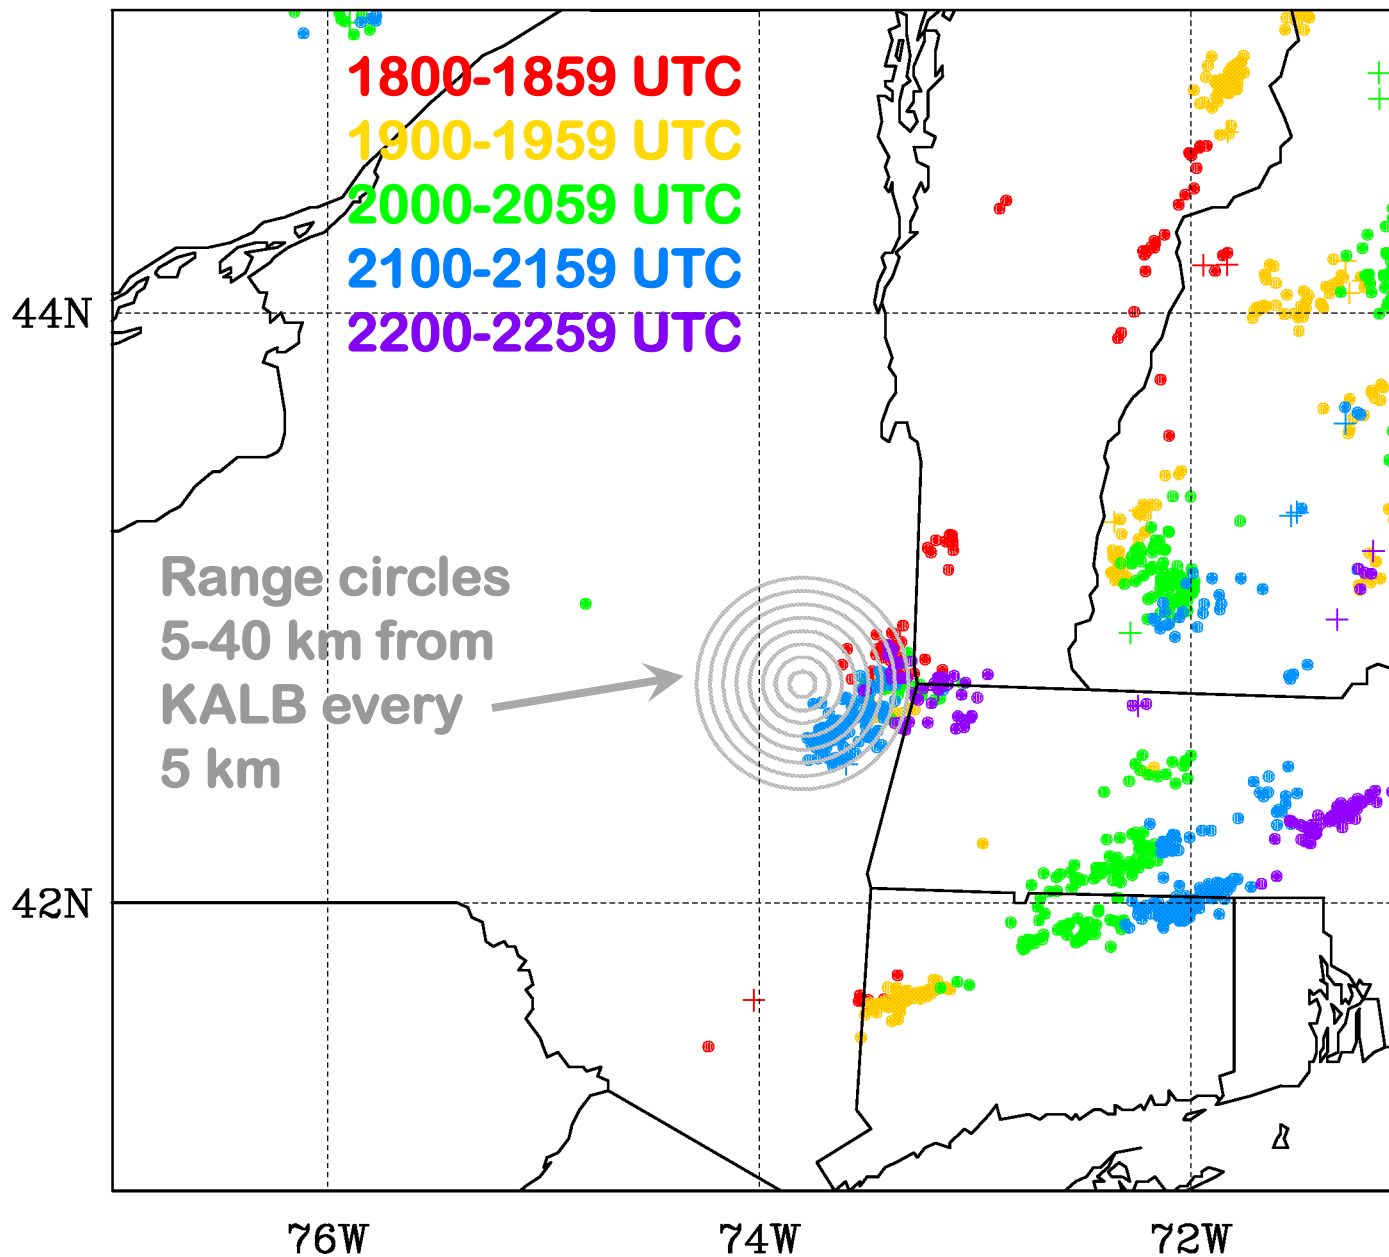 1800-1859 UTC
1900-1959 UTC
2000-2059 UTC
2100-2159 UTC
44N
2200-2259 UTC
Range circles
5-40 km from
KALB every
5 km
42N
76W
74W
72W